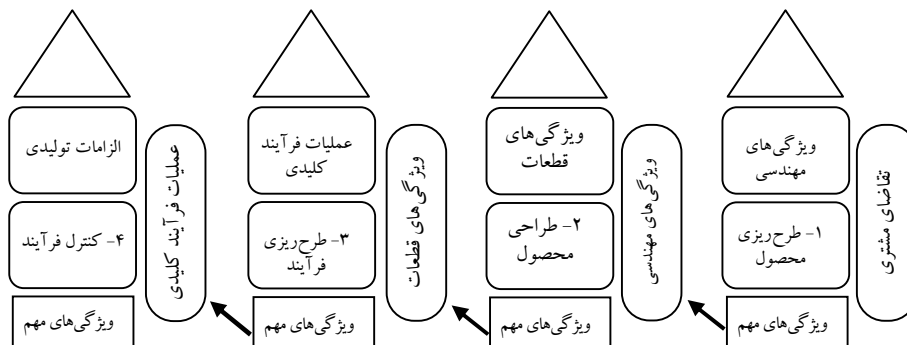 تقاضای مشتری
ویژگی‌های
مهندسی
۱- طرح‌ریزی
محصول
ویژگی‌های مهم
ویژگی‌های مهندسی
ویژگی‌های
قطعات
۲- طراحی
محصول
ویژگی‌های مهم
ویژگی‌های قطعات
عملیات فرآیند
کلیدی
۳- طرح‌ریزی
فرآیند
ویژگی‌های مهم
عملیات فرآیند کلیدی
الزامات تولیدی
۴- کنترل فرآیند
ویژگی‌های مهم